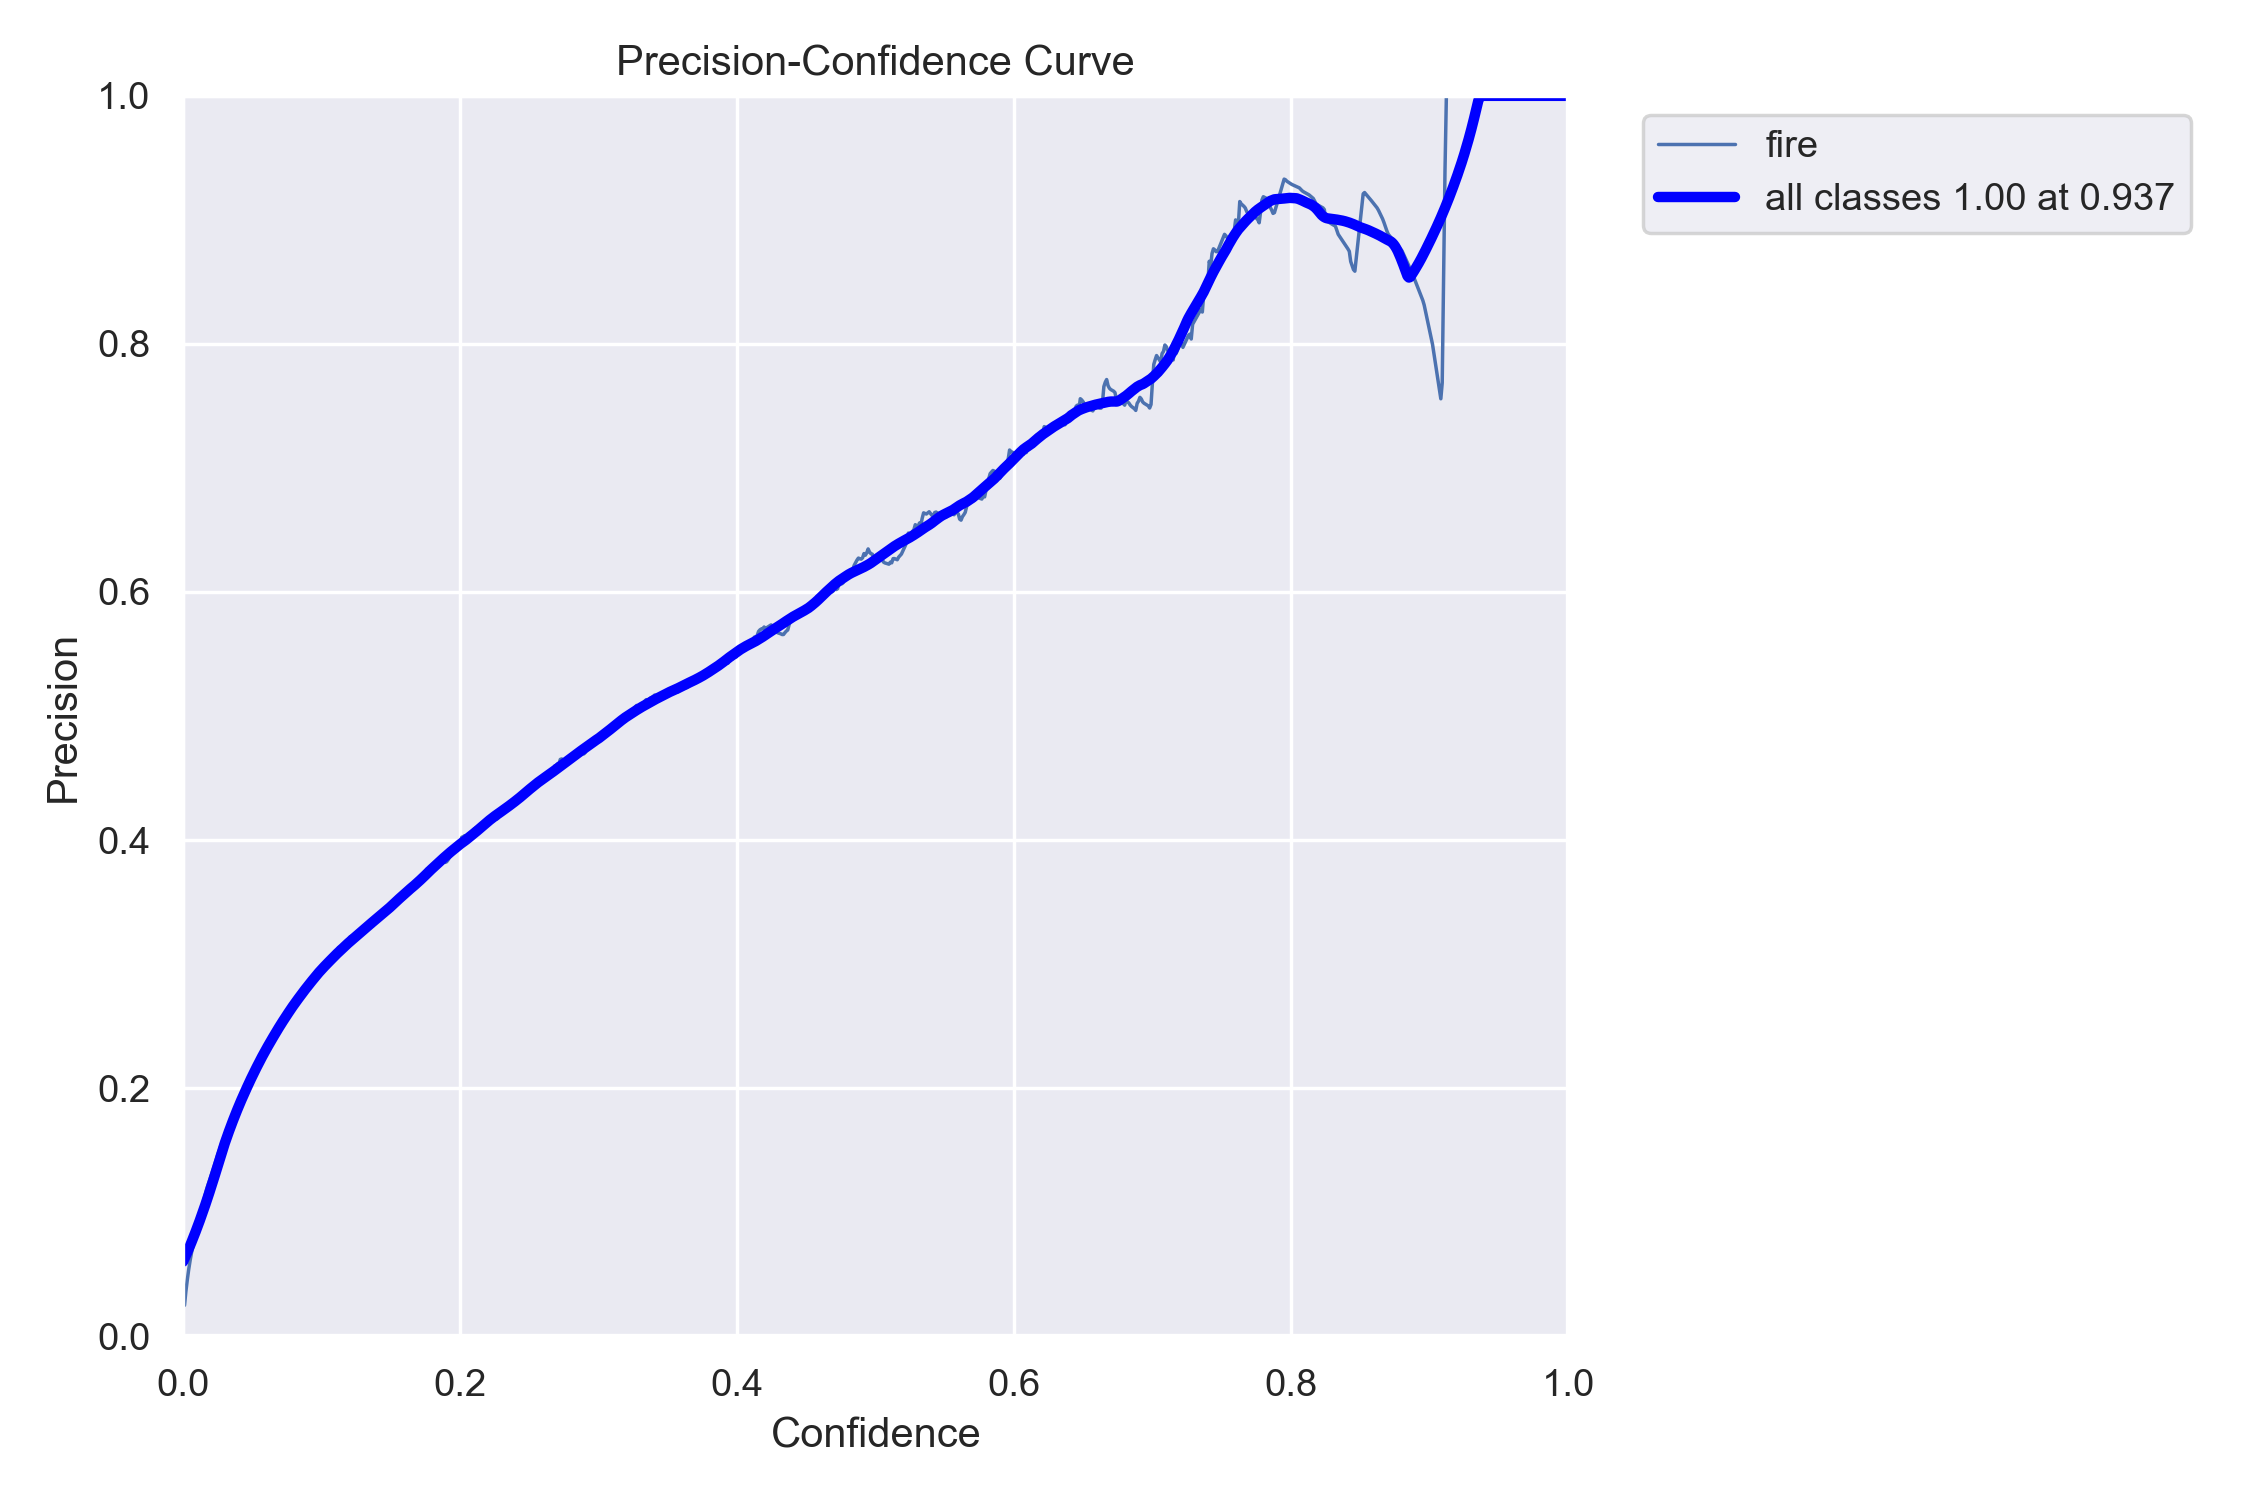 Precision-Confidence Curve
1.0
0.8
0.6
0.4
0.2
0.0
Precision
0.0 0.2 0.4 0.6 0.8 1.0
Confidence
fire
all classes 1.00 at 0.937